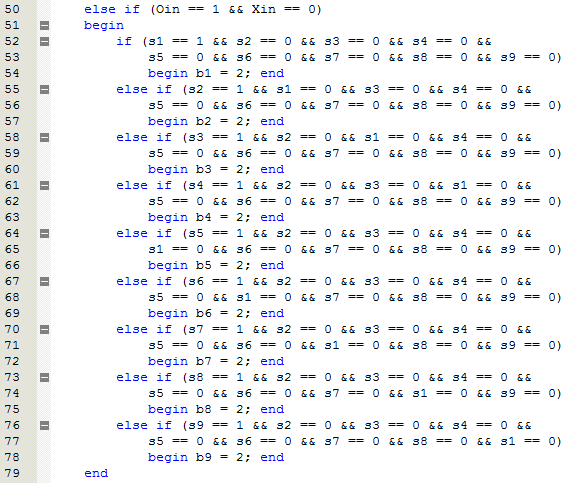 50 else if (Oin == 1 && Xin == 0)
51 begin
52 if (s1 == 1 && s2 == 0 && s3 == 0 && s4 == 0 &&
53 s5 == 0 && s6 == 0 && s7 == 0 && s8 == 0 && s9 == 0)
54 begin b1 = 2; end
55 else if (s2 == 1 && s1 == 0 && s3 == 0 && s4 == 0 &&
56 s5 == 0 && s6 == 0 && s7 == 0 && s8 == 0 && s9 == 0)
57 begin b2 = 2; end
58 else if (s3 == 1 && s2 == 0 && s1 == 0 && s4 == 0 &&
59 s5 == 0 && s6 == 0 && s7 == 0 && s8 == 0 && s9 == 0)
60 begin b3 = 2; end
61 else if (s4 == 1 && s2 == 0 && s3 == 0 && s1 == 0 &&
62 s5 == 0 && s6 == 0 && s7 == 0 && s8 == 0 && s9 == 0)
63 begin b4 = 2; end
64 else if (s5 == 1 && s2 == 0 && s3 == 0 && s4 == 0 &&
65 s1 == 0 && s6 == 0 && s7 == 0 && s8 == 0 && s9 == 0)
66 begin b5 = 2; end
67 else if (s6 == 1 && s2 == 0 && s3 == 0 && s4 == 0 &&
68 s5 == 0 && s1 == 0 && s7 == 0 && s8 == 0 && s9 == 0)
69 begin b6 = 2; end
70 else if (s7 == 1 && s2 == 0 && s3 == 0 && s4 == 0 &&
71 s5 == 0 && s6 == 0 && s1 == 0 && s8 == 0 && s9 == 0)
72 begin b7 = 2; end
73 else if (s8 == 1 && s2 == 0 && s3 == 0 && s4 == 0 &&
74 s5 == 0 && s6 == 0 && s7 == 0 && s1 == 0 && s9 == 0)
75 begin b8 = 2; end
76 else if (s9 == 1 && s2 == 0 && s3 == 0 && s4 == 0 &&
77 s5 == 0 && s6 == 0 && s7 == 0 && s8 == 0 && s1 == 0)
78 begin b9 = 2; end
79 end